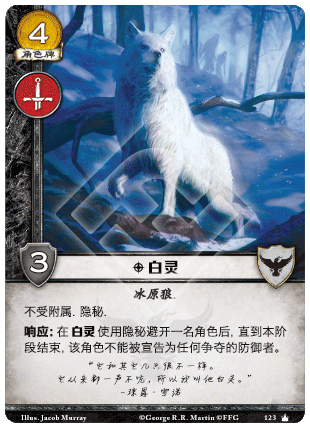 4
角色牌
3
白灵
冰原狼.
不受附属. 隐秘.
响应: 在 白灵 使用隐秘避开一名角色后, 直到本阶
段结束, 该角色不能被宣告为任何争夺的防御者。
“它和其它几只很不一样。
它从来都一声不吭, 所以我叫他白灵。”
-琼恩·雪诺
Illus. Jacob Murray ©George R.R. Martin ©FFG 123